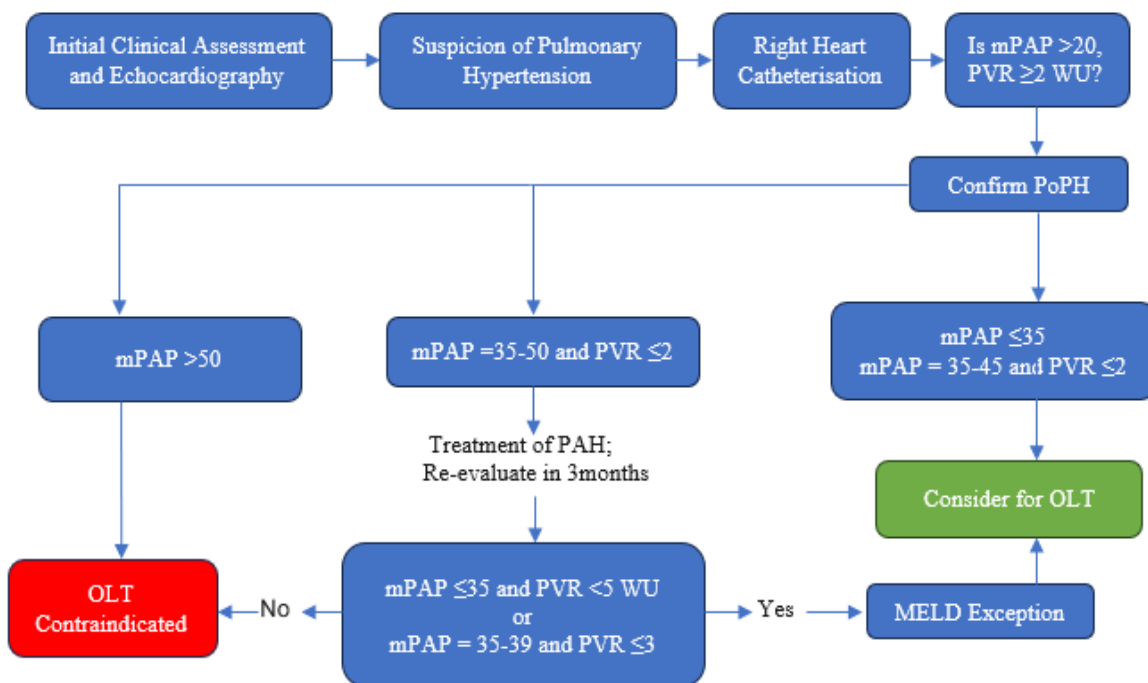 Initial Clinical Assessment
and Echocardiography
Suspicion of Pulmonary
Hypertension
Right Heart
Catheterisation
Is mPAP >20,
PVR ≥2 WU?
Confirm PoPH
mPAP >50
mPAP =35-50 and PVR ≤2
mPAP ≤35
mPAP = 35-45 and PVR ≤2
Treatment of PAH;
Re-evaluate in 3months
Consider for OLT
OLT
Contraindicated
No
mPAP ≤35 and PVR <5 WU
or
mPAP = 35-39 and PVR ≤3
Yes
MELD Exception